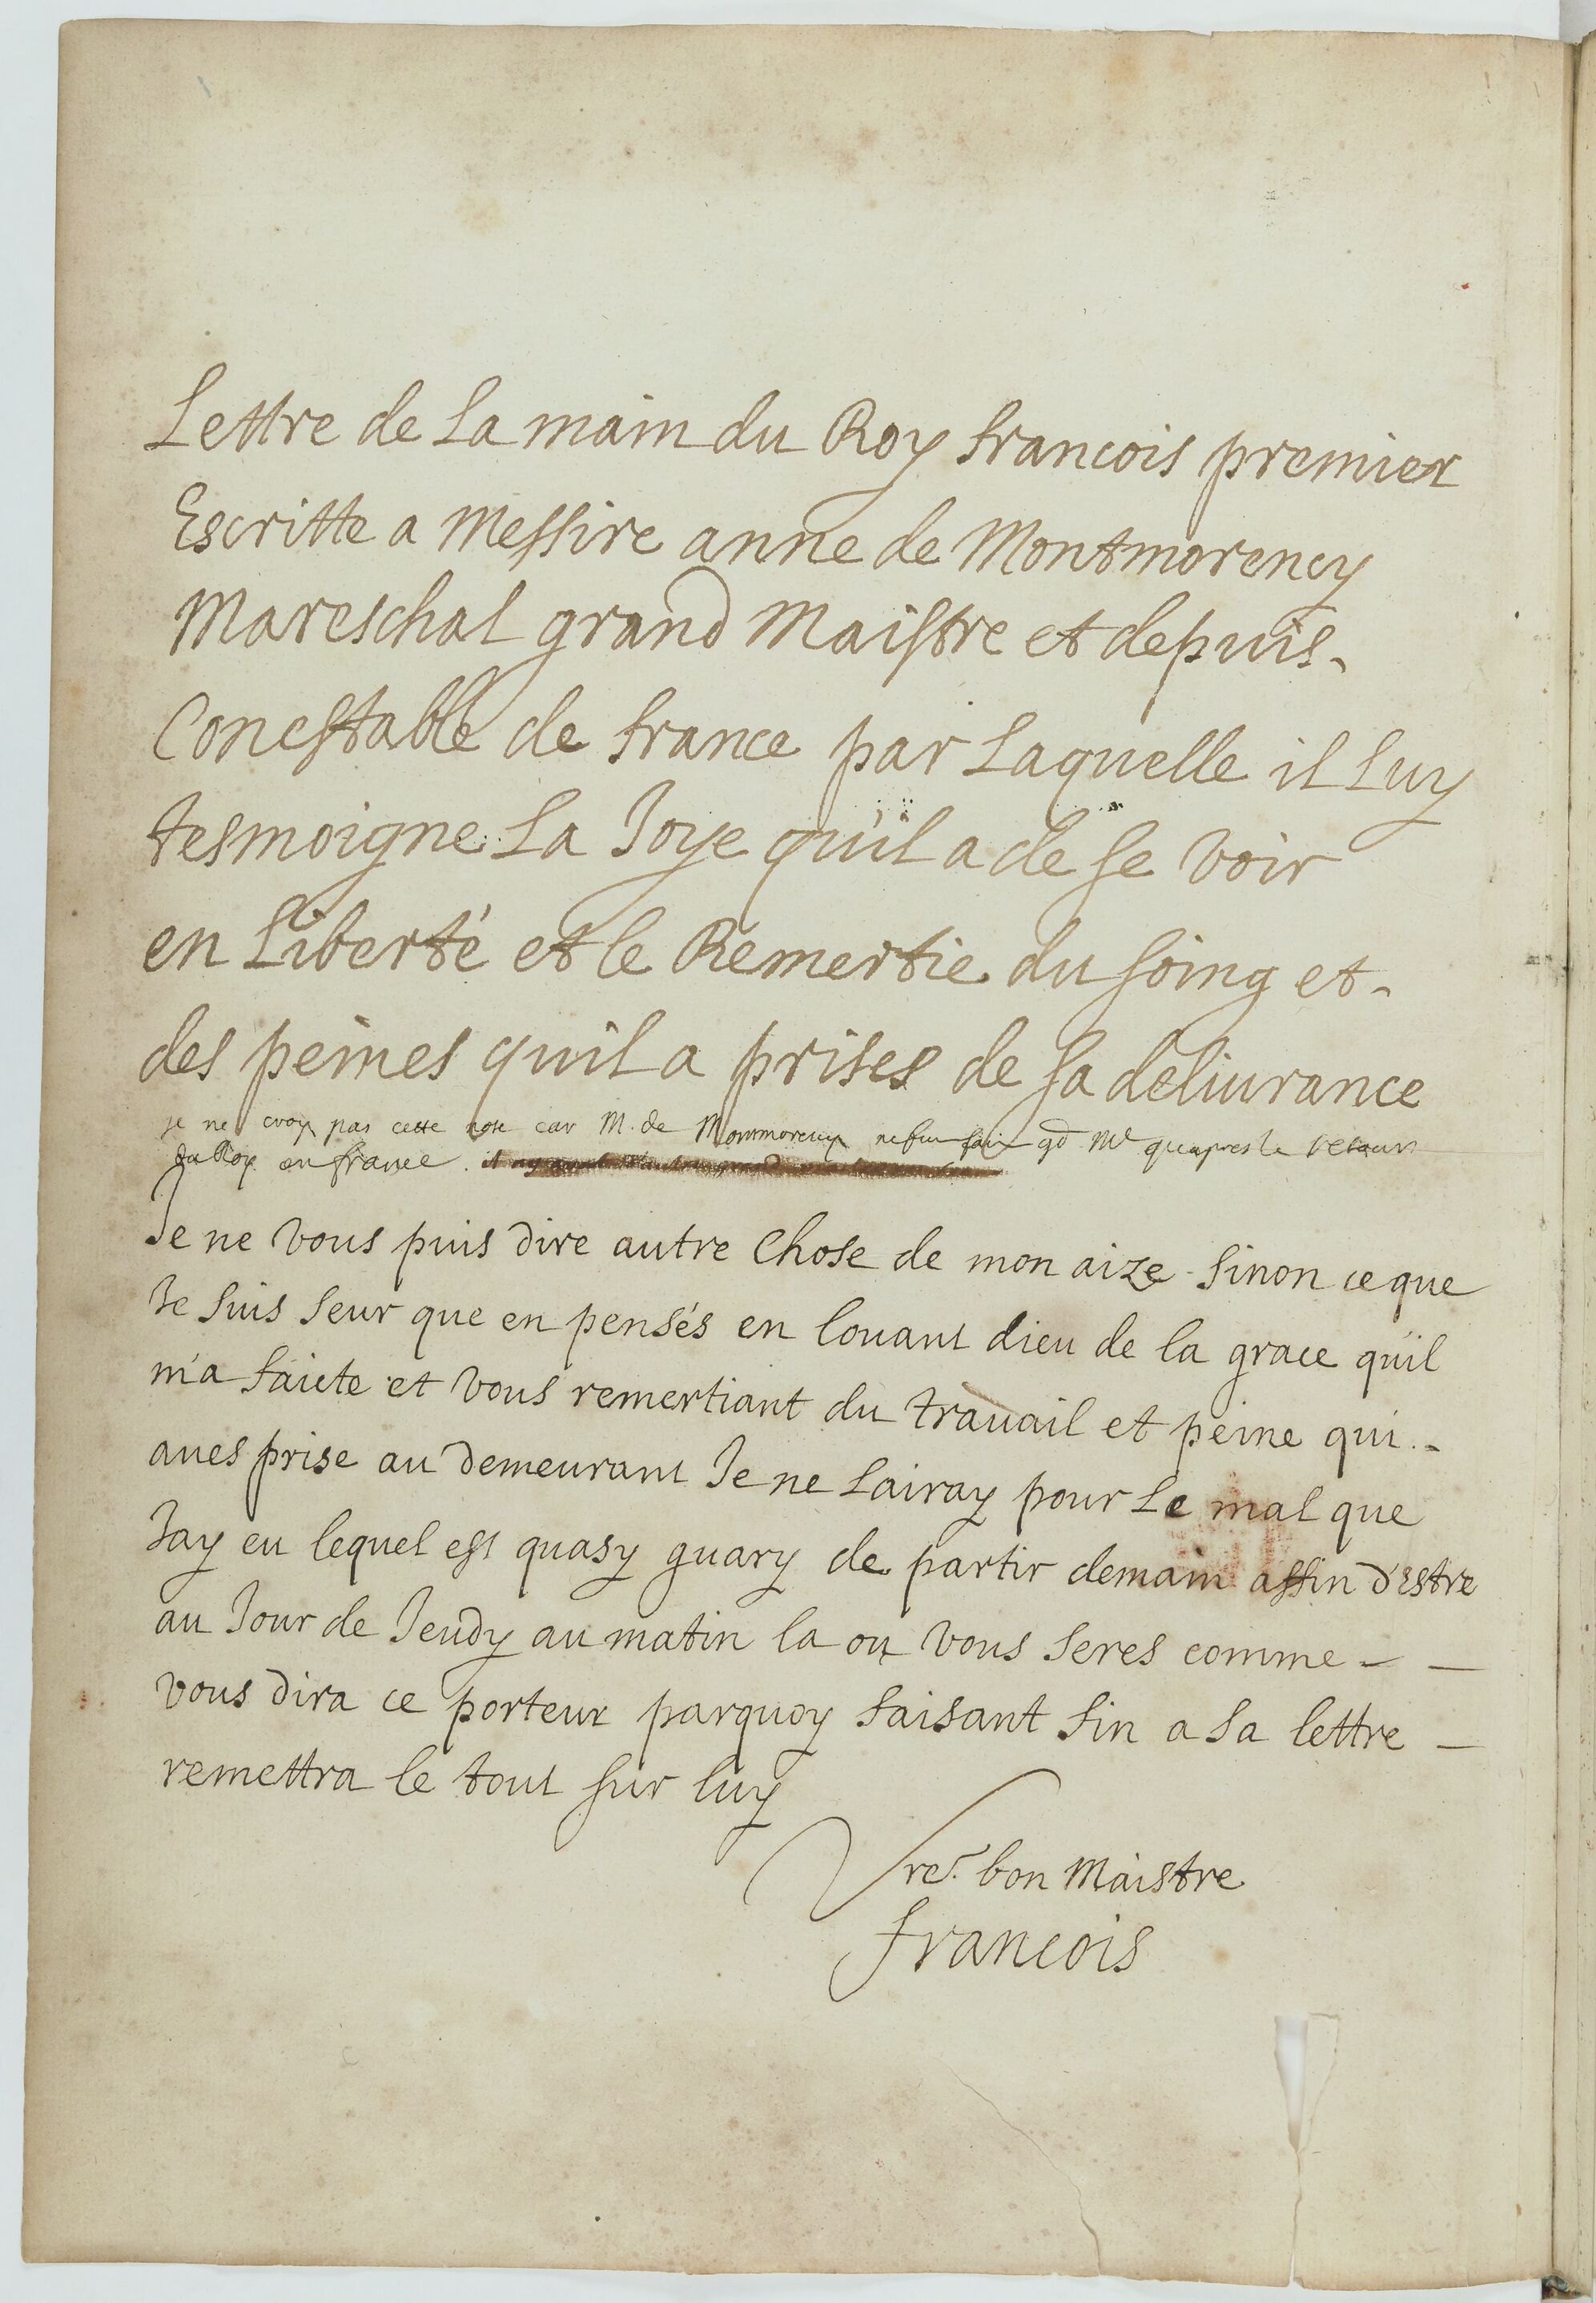 Lettre de La main du Roy francois premier
Escritte a Messire anne de Montmorency
Mareschal grand Maistre et depuis
Conestable de france par Laquelle il Luy
tesmoigne La Joye qu'il a de se voir
en Liberté et le Remertie du soing et
des peines quil a prises de sa deliurance
je ne croy pas cette note car M. de Montmorency ne fut fait gd Me quapres le retour
du Roy en france.
Je ne vous puis dire autre chose de mon aize sinon ce que
Je suis seur que en pensés en louant dieu de la grace quil
m'a faicte et vous remertiant du trauail et peine qui
aues prise au demeurant Je ne Lairay pour Le mal que
Jay eu lequel est quasy guary de partir demain affin d'Estre
au Jour de Jeudy au matin la ou vous seres comme
vous dira ce porteur parquoy faisant fin a sa lettre
remettra le tout sur luy
Vre. bon Maistre
francois